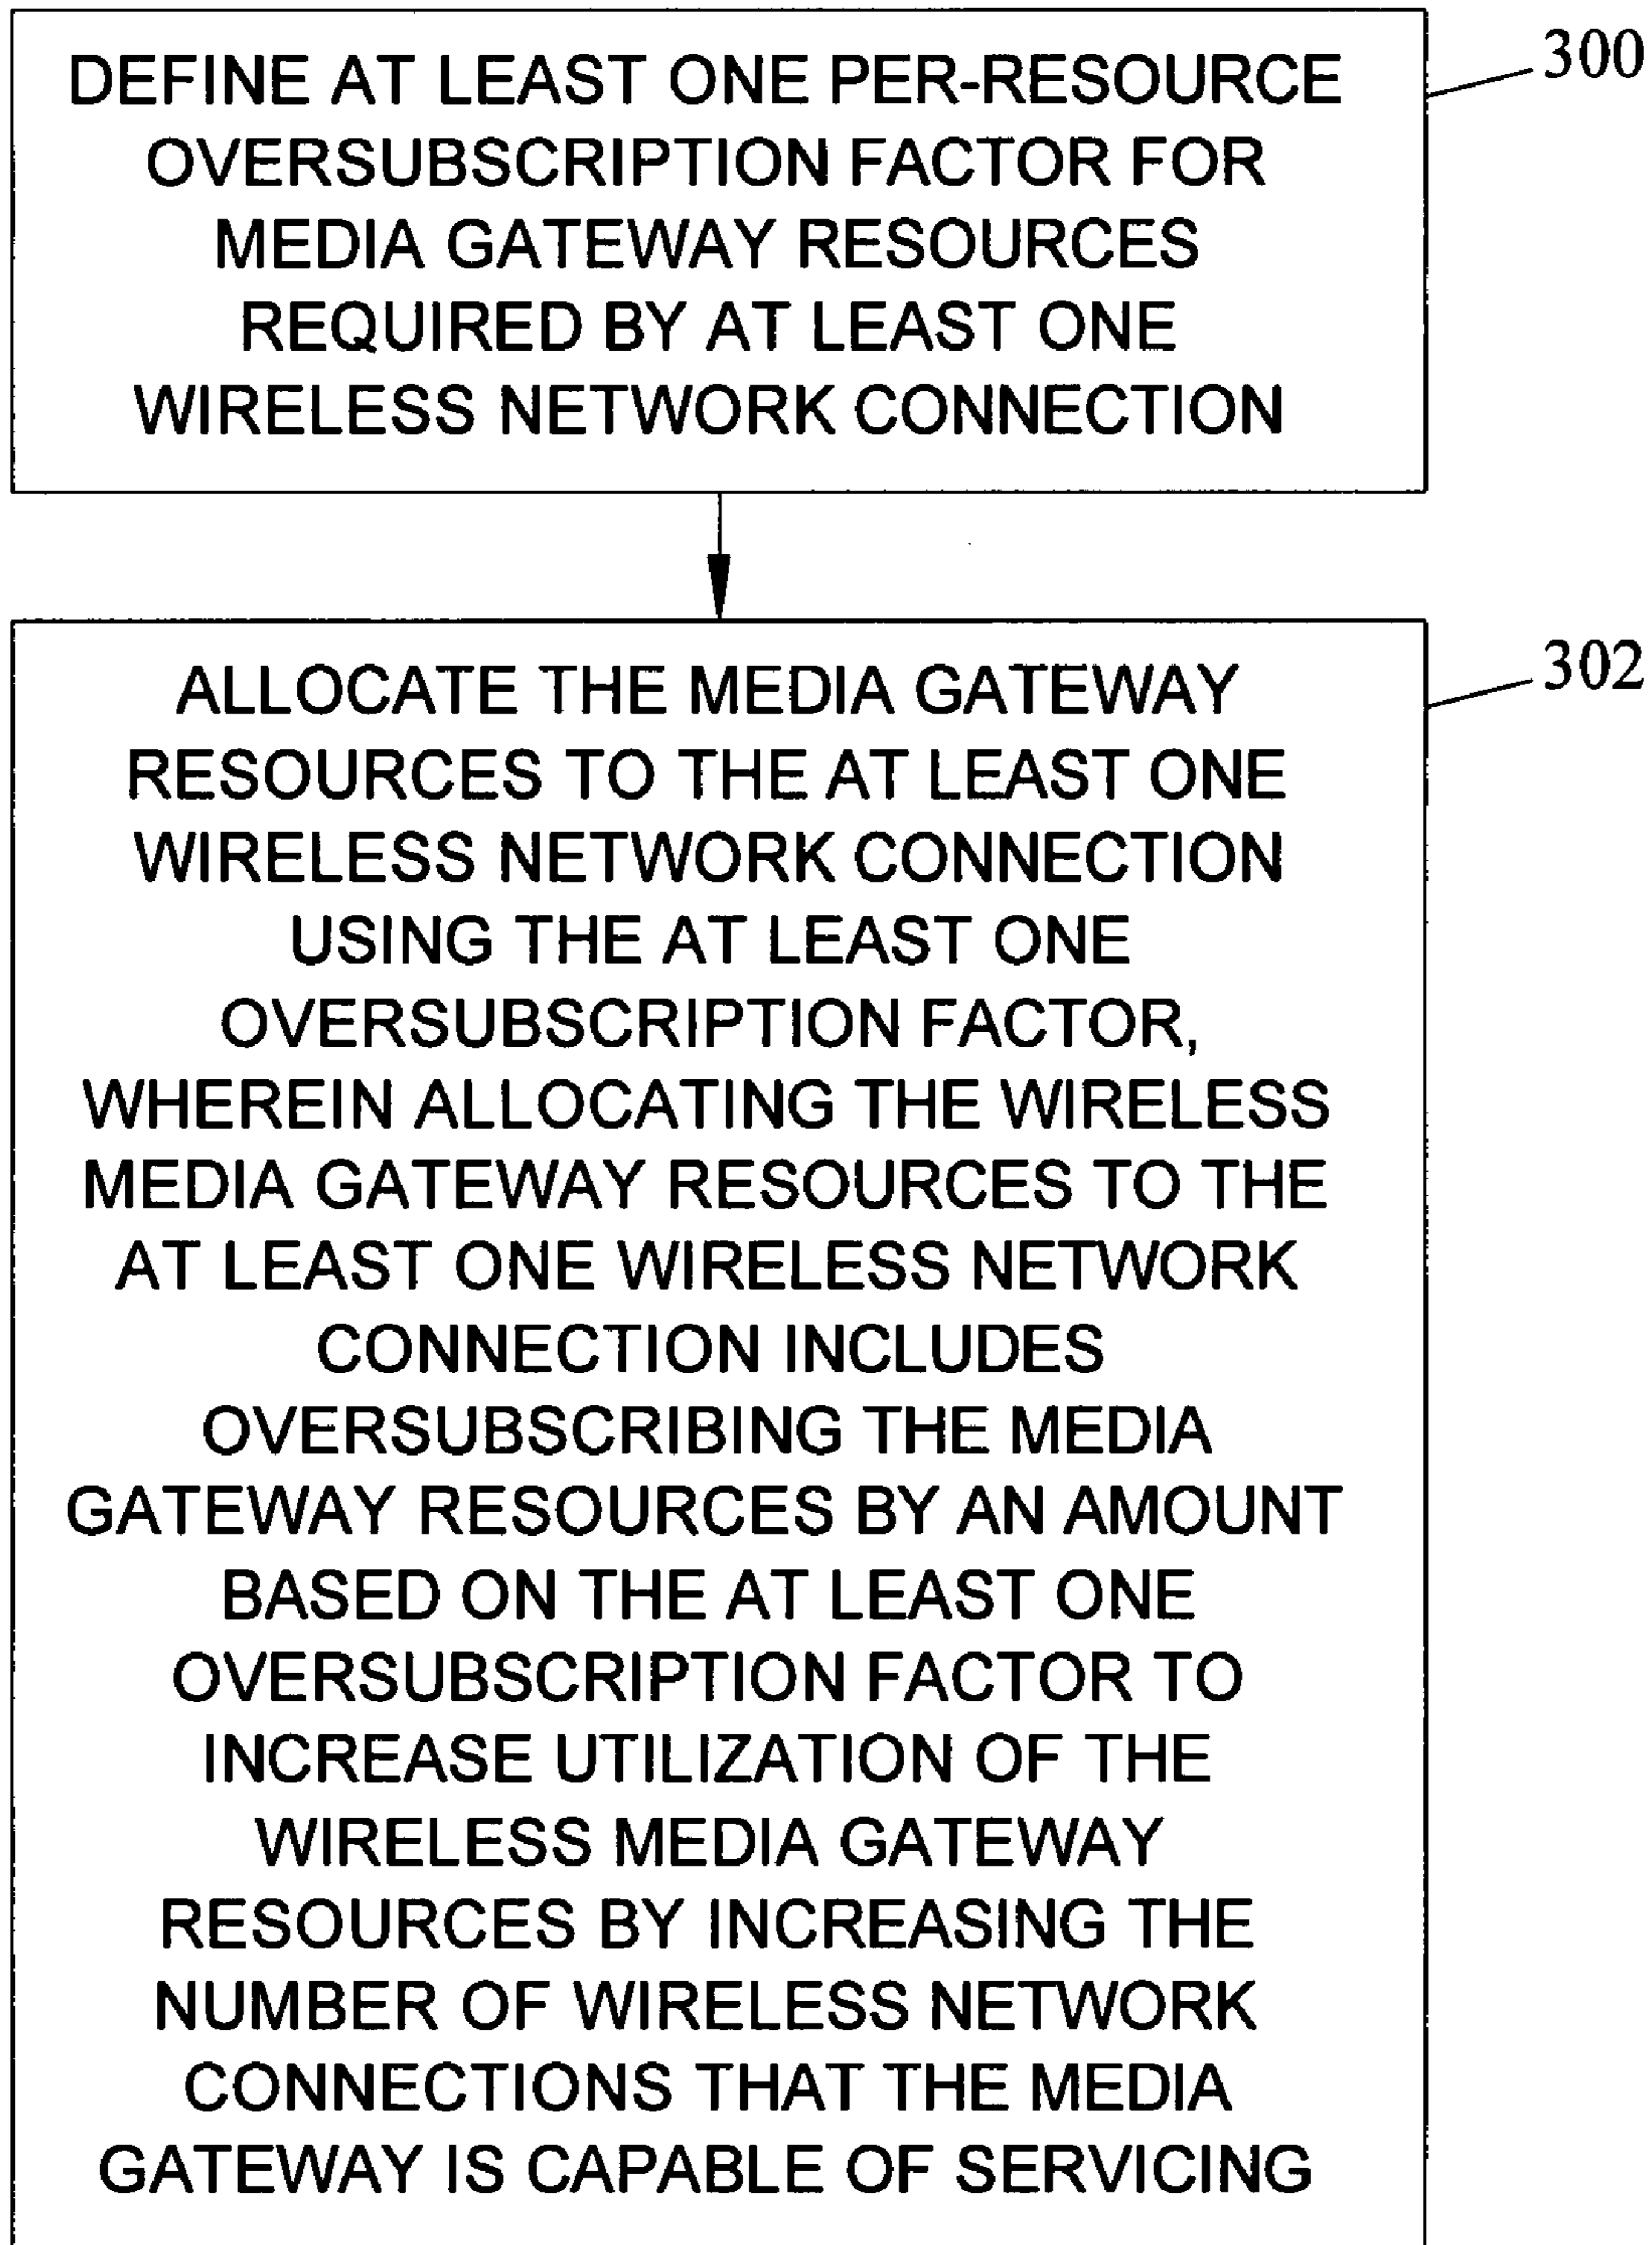 DEFINE AT LEAST ONE PER-RESOURCE
OVERSUBSCRIPTION FACTOR FOR
MEDIA GATEWAY RESOURCES
REQUIRED BY AT LEAST ONE
WIRELESS NETWORK CONNECTION
300
ALLOCATE THE MEDIA GATEWAY
RESOURCES TO THE AT LEAST ONE
WIRELESS NETWORK CONNECTION
USING THE AT LEAST ONE
OVERSUBSCRIPTION FACTOR,
WHEREIN ALLOCATING THE WIRELESS
MEDIA GATEWAY RESOURCES TO THE
AT LEAST ONE WIRELESS NETWORK
CONNECTION INCLUDES
OVERSUBSCRIBING THE MEDIA
GATEWAY RESOURCES BY AN AMOUNT
BASED ON THE AT LEAST ONE
OVERSUBSCRIPTION FACTOR TO
INCREASE UTILIZATION OF THE
WIRELESS MEDIA GATEWAY
RESOURCES BY INCREASING THE
NUMBER OF WIRELESS NETWORK
CONNECTIONS THAT THE MEDIA
GATEWAY IS CAPABLE OF SERVICING
302